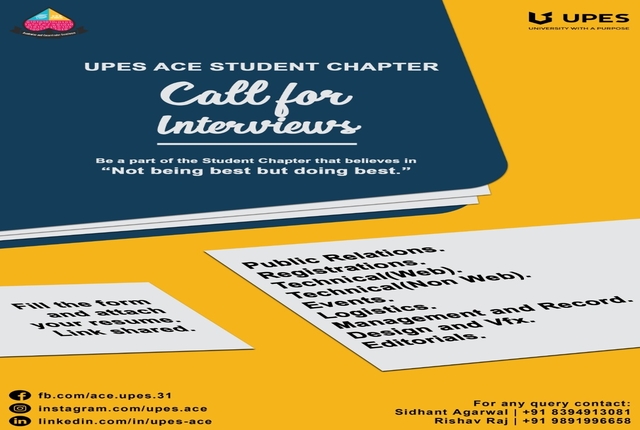 UPES
UNIVERSITY WITH A PURPOSE
UPES ACE STUDENT CHAPTER
Call for
Interviews
Be a part of the Student Chapter that believes in
“Not being best but doing best.”
Public Relations.
Registrations.
Technical(Web).
Technical(Non Web).
Events.
Logistics.
Management and Record.
Design and Vfx.
Editorials.
Fill the form
and attach
your resume.
Link shared.
fb.com/ace.upes.31
instagram.com/upes.ace
linkedin.com/in/upes-ace
For any query contact:
Sidhant Agarwal | +91 8394913081
Rishav Raj | +91 9891996658